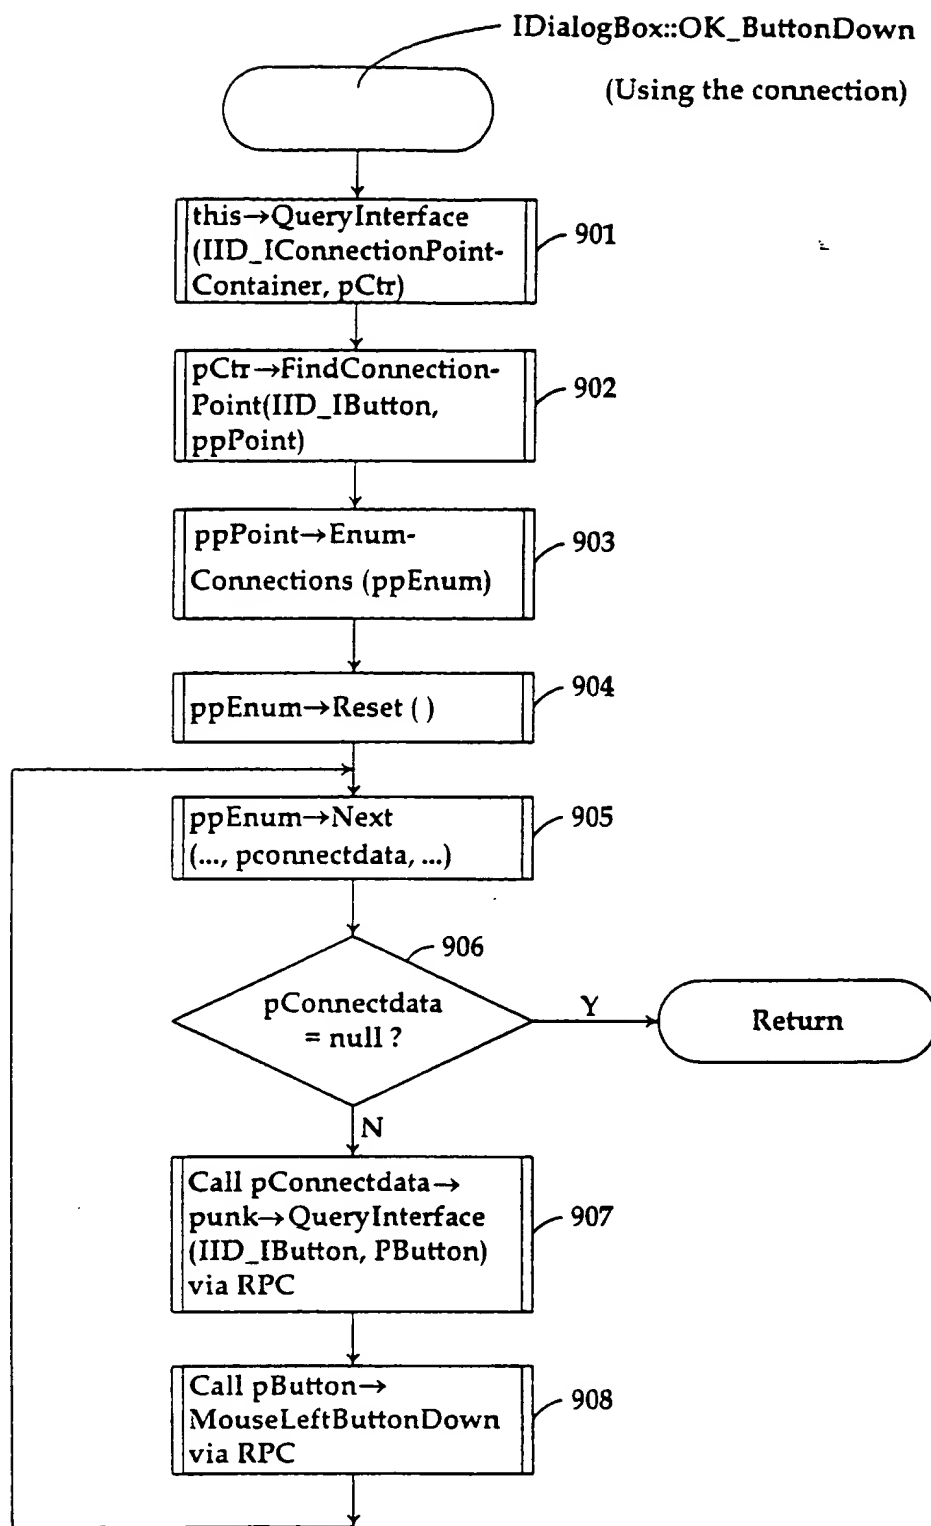 IDialogBox::OK_ButtonDown
(Using the connection)
this→QueryInterface
(IID_IConnectionPoint-
Container, pCtr)
901
pCtr→FindConnection-
Point(IID_IButton,
ppPoint)
902
ppPoint→Enum-
Connections (ppEnum)
903
ppEnum→Reset ( )
904
ppEnum→Next
(..., pconnectdata, ...)
905
906
pConnectdata
= null ?
Y
Return
N
Call pConnectdata→
punk→QueryInterface
(IID_IButton, PButton)
via RPC
907
Call pButton→
MouseLeftButtonDown
via RPC
908